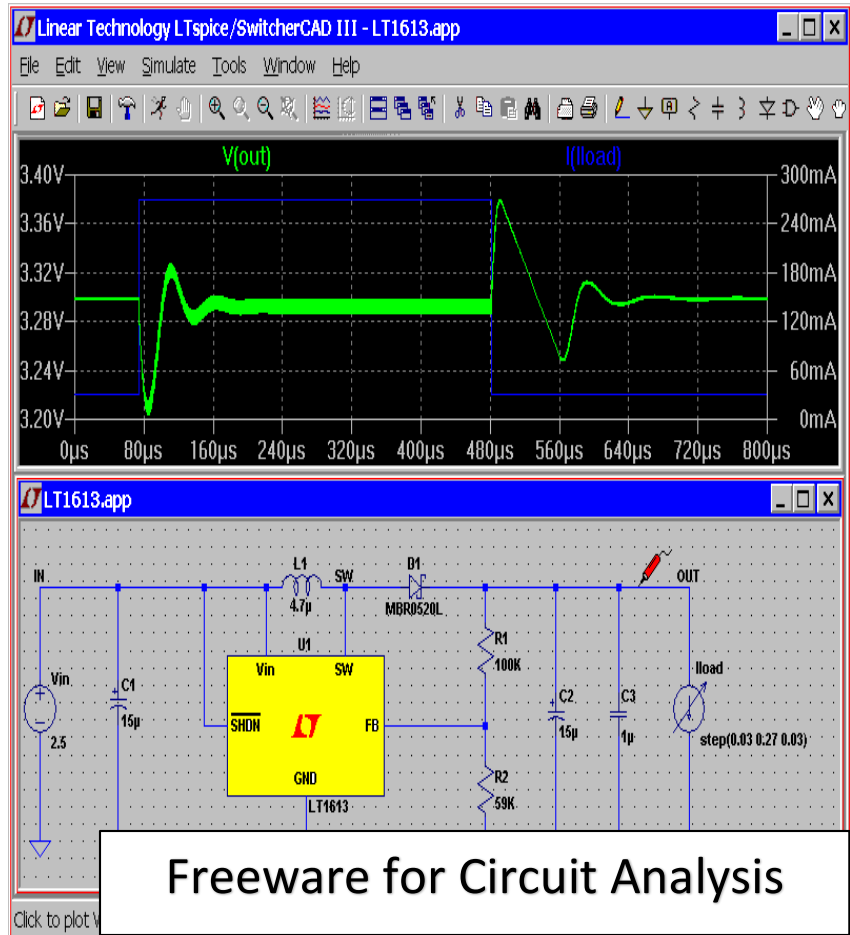 Linear Technology LTspice/SwitcherCAD III - LT1613.app
File Edit View Simulate Tools Window Help
V(out) I(Iload)
3.40V 300mA
3.36V 240mA
3.32V 180mA
3.28V 120mA
3.24V 60mA
3.20V 0mA
0µs 80µs 160µs 240µs 320µs 400µs 480µs 560µs 640µs 720µs 800µs
LT1613.app
IN L1 SW D1 OUT
4.7µ MBR0520L
U1 R1
Vin SW 100K Iload
Vin C1 C2 C3
15µ SHDN FB 15µ 1µ step(0.03 0.27 0.03)
2.5
GND R2
LT1613 59K
Freeware for Circuit Analysis
Click to plot V